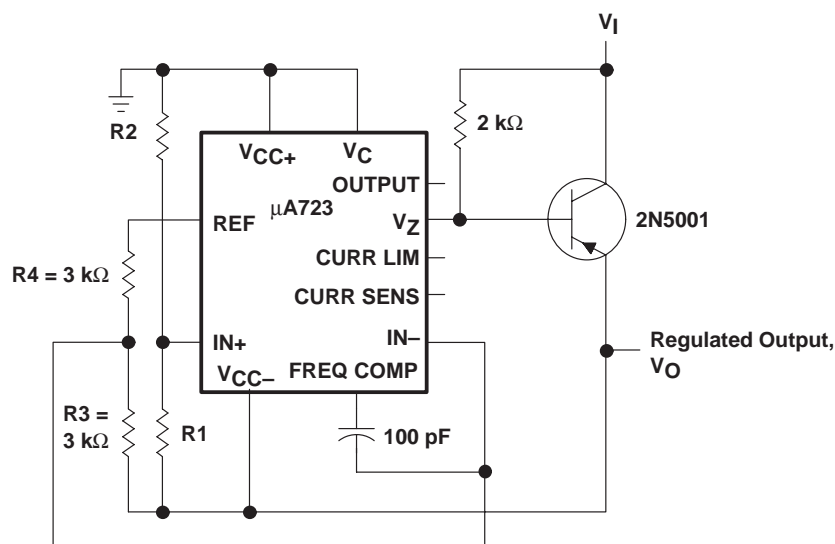 VI
R2
2 kΩ
VCC+
VC
OUTPUT
μA723
REF
VZ
2N5001
R4 = 3 kΩ
CURR LIM
CURR SENS
IN+
IN–
Regulated Output,
VO
VCC–
FREQ COMP
R3 =
3 kΩ
R1
100 pF